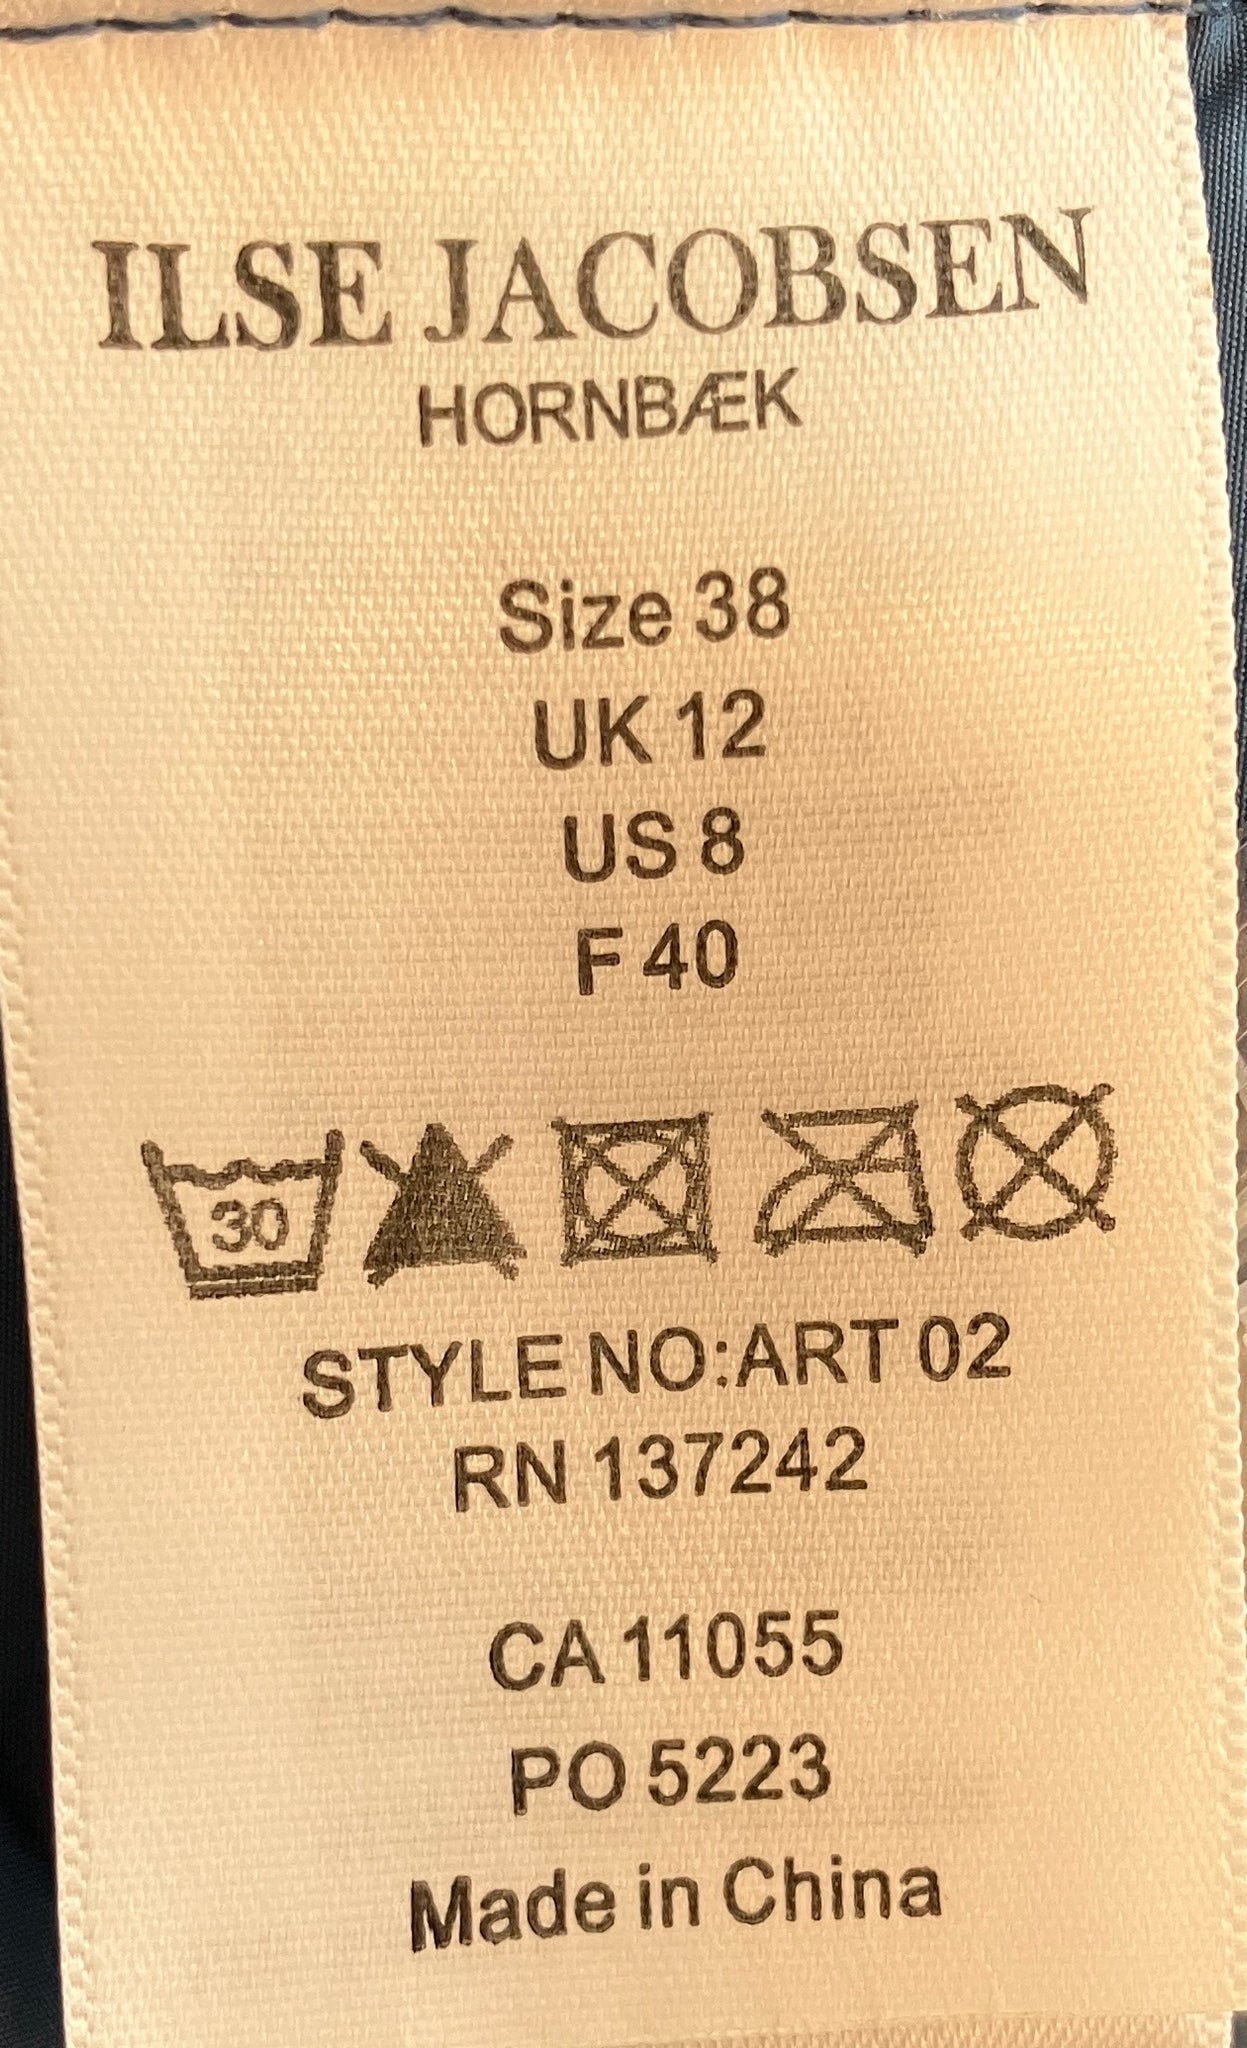 ILSE JACOBSEN
HORNBÆK
Size 38
UK 12
US 8
F 40
30
STYLE NO:ART 02
RN 137242
CA 11055
PO 5223
Made in China